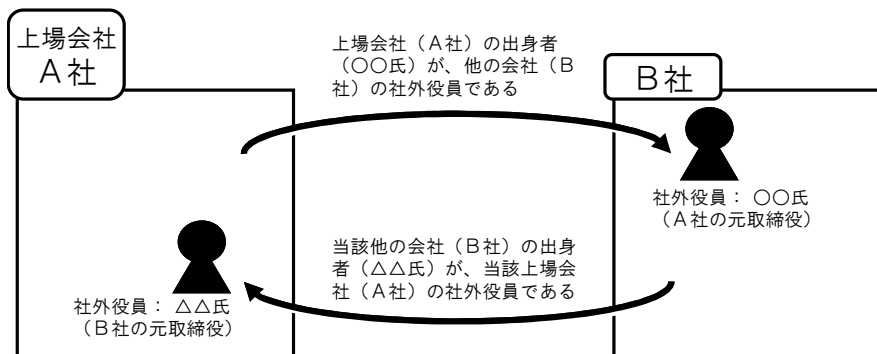 上場会社
A社
上場会社(A社)の出身者
(〇〇氏)が、他の会社(B
社)の社外役員である
B社
社外役員: 〇〇氏
(A社の元取締役)
当該他の会社(B社)の出身
者(△△氏)が、当該上場会
社(A社)の社外役員である
社外役員: △△氏
(B社の元取締役)